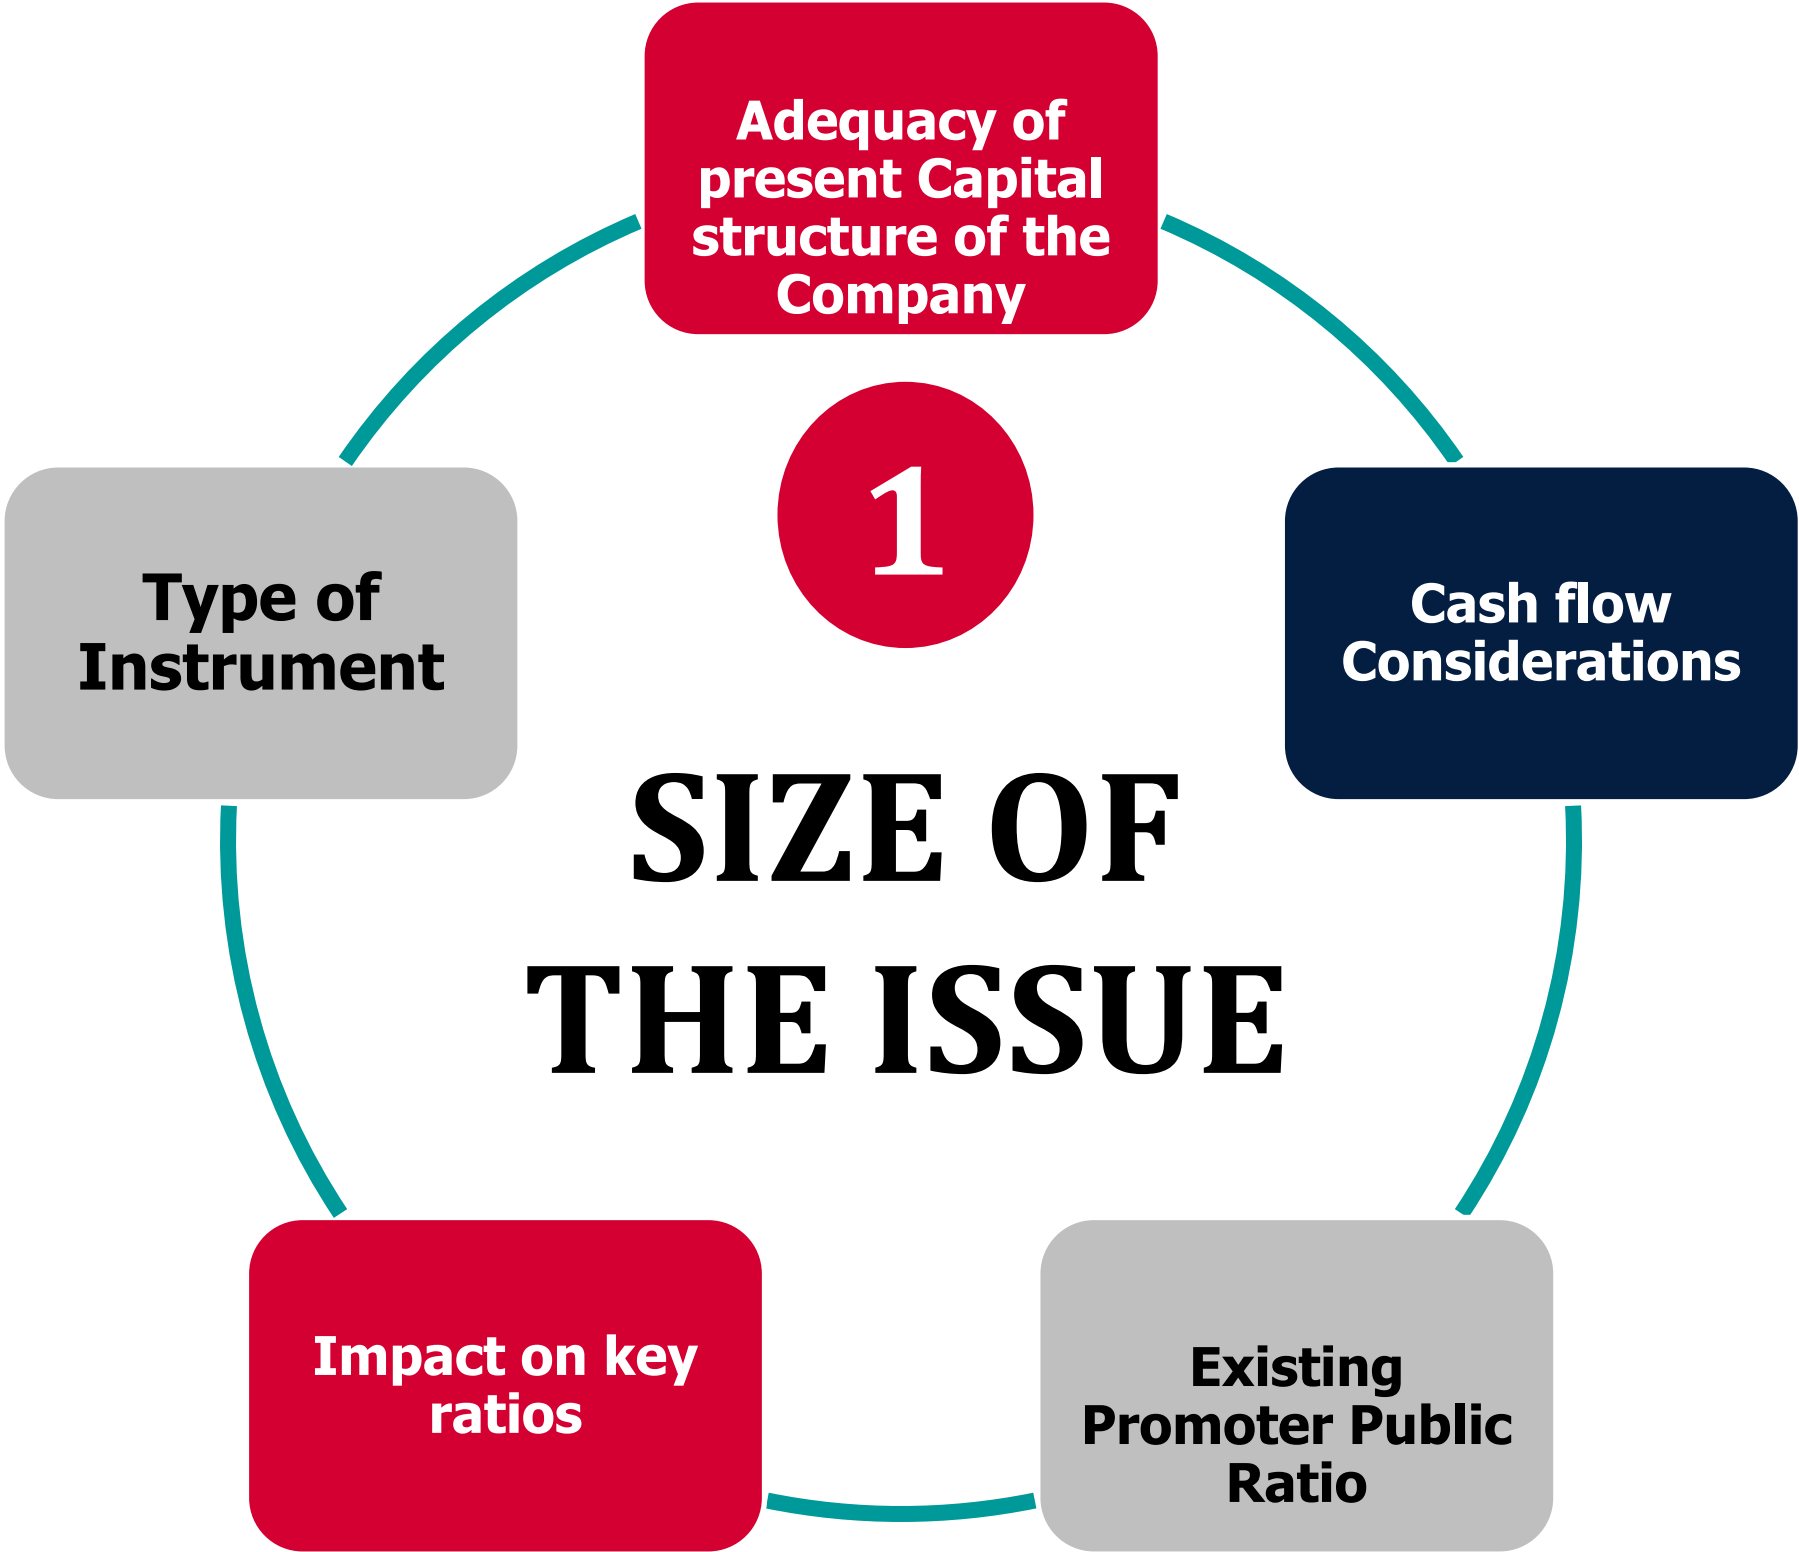 Adequacy of
present Capital
structure of the
Company
1
Type of
Instrument
Cash flow
Considerations
SIZE OF
THE ISSUE
Impact on key
ratios
Existing
Promoter Public
Ratio